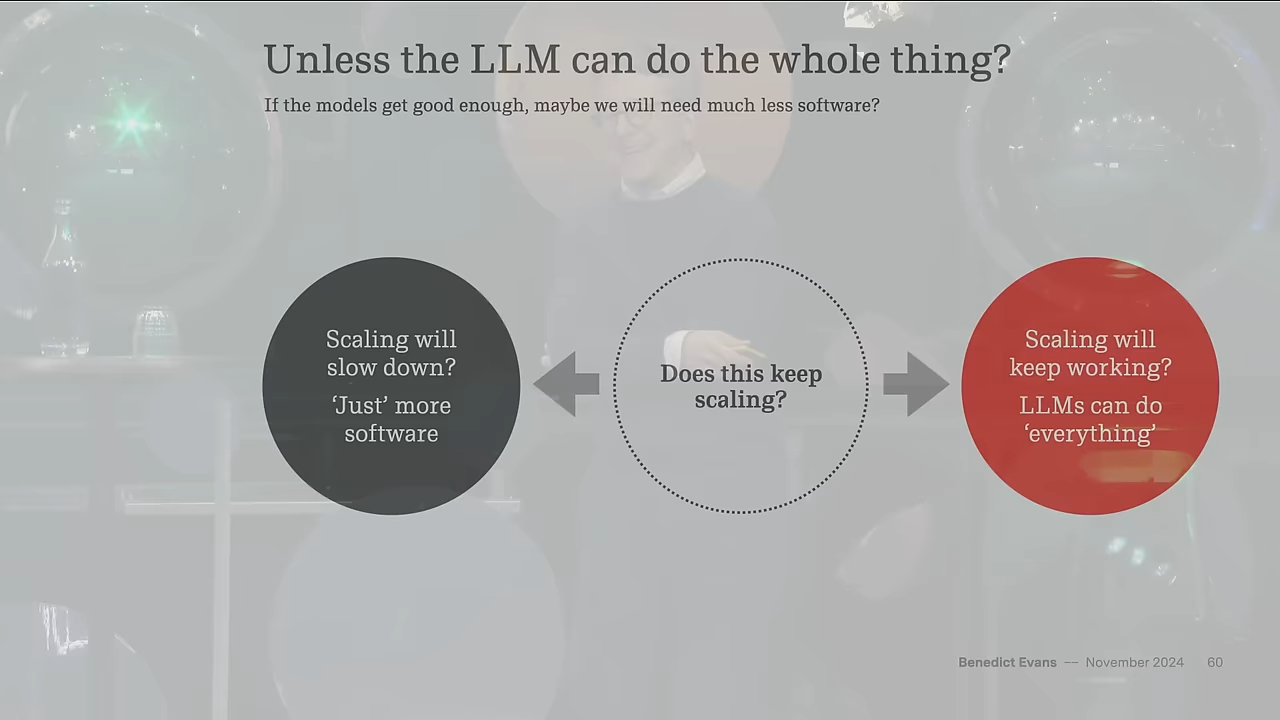 Unless the LLM can do the whole thing?
If the models get good enough, maybe we will need much less software?
Scaling will
slow down?
‘Just’ more
software
Does this keep
scaling?
Scaling will
keep working?
LLMs can do
‘everything’
Benedict Evans — November 2024 60